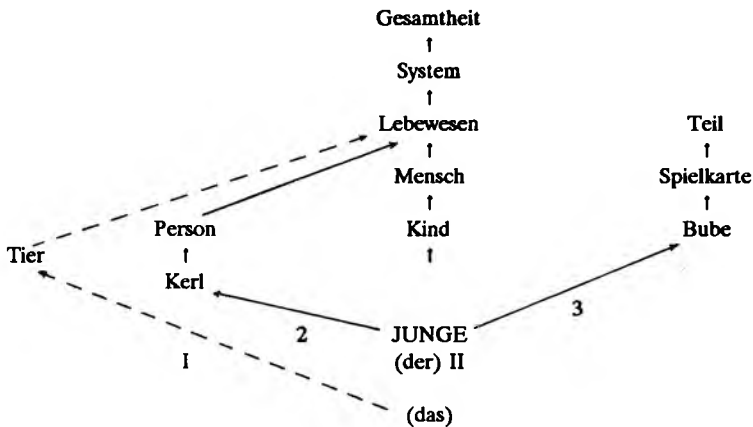 Gesamtheit
↑
System
↑
Lebewesen Teil
↑ ↑
Mensch Spielkarte
↑ ↑
Person Kind Bube
Tier ↑ ↑
Kerl
3
2 JUNGE
I (der) II
(das)